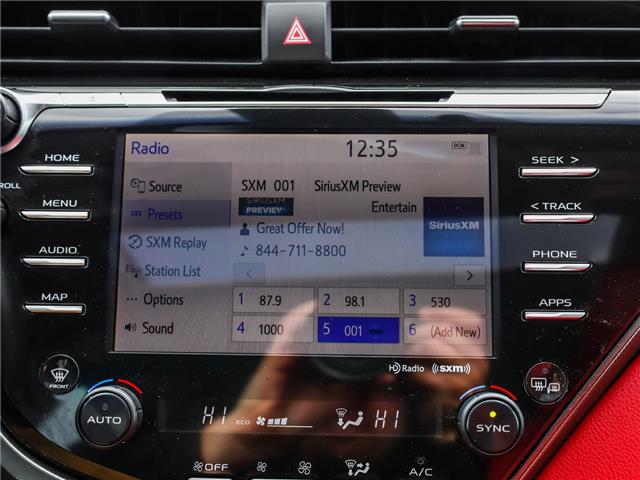 HOME
MENU
AUDIO
MAP
SCROLL
Radio
12:35
DCM
Source
Presets
SXM Replay
Station List
Options
Sound
SXM 001 SiriusXM Preview
SIRIUSXM
PREVIEW
Entertain
SiriusXM
Great Offer Now!
844-711-8800
< >
1 87.9
2 98.1
3 530
4 1000
5 001
6 (Add New)
HD Radio ((SXM))
SEEK >
< TRACK
PHONE
APPS
FRONT
AUTO
HI ECO
HI
SYNC
OFF
A/C